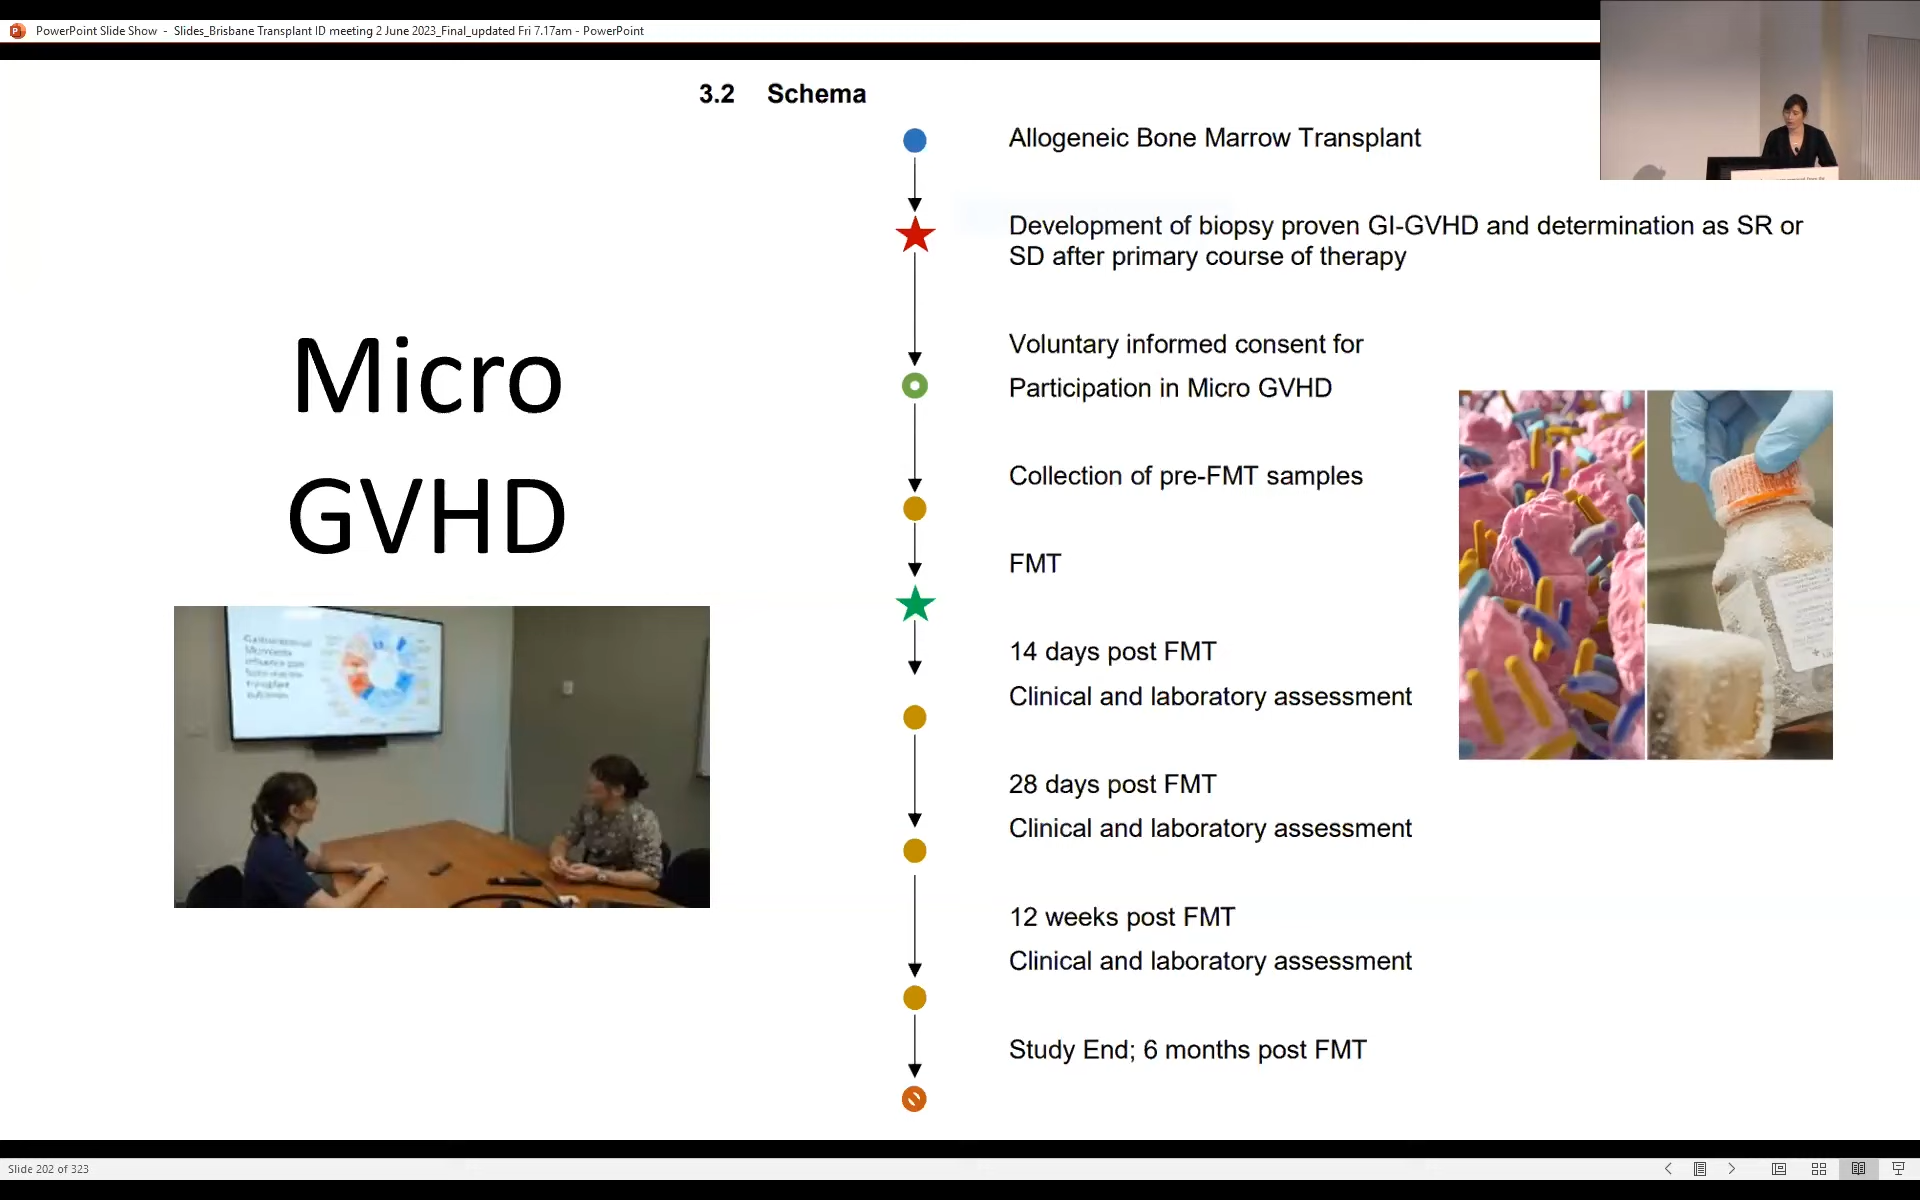 PowerPoint Slide Show - Slides_Brisbane Transplant ID meeting 2 June 2023_Final_updated Fri 7.17am - PowerPoint
3.2 Schema
Allogeneic Bone Marrow Transplant
Development of biopsy proven GI-GVHD and determination as SR or
SD after primary course of therapy
Voluntary informed consent for
Participation in Micro GVHD
Collection of pre-FMT samples
FMT
14 days post FMT
Clinical and laboratory assessment
28 days post FMT
Clinical and laboratory assessment
12 weeks post FMT
Clinical and laboratory assessment
Study End; 6 months post FMT
Micro
GVHD
Slide 202 of 323